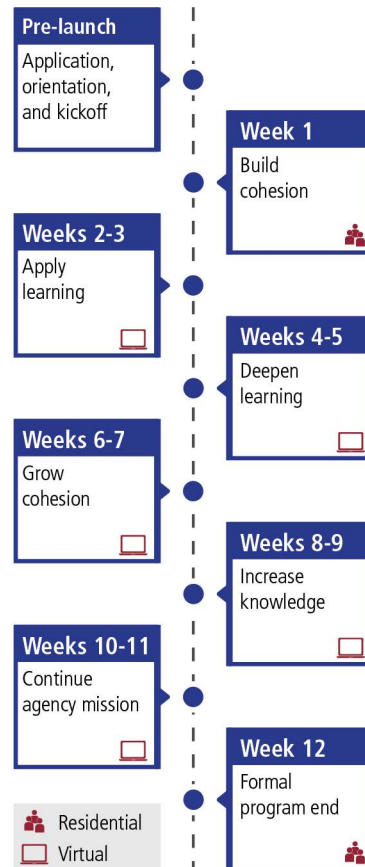 Pre-launch
Application,
orientation,
and kickoff
Week 1
Build
cohesion
Weeks 2-3
Apply
learning
Weeks 4-5
Deepen
learning
Weeks 6-7
Grow
cohesion
Weeks 8-9
Increase
knowledge
Weeks 10-11
Continue
agency mission
Week 12
Formal
program end
Residential
Virtual